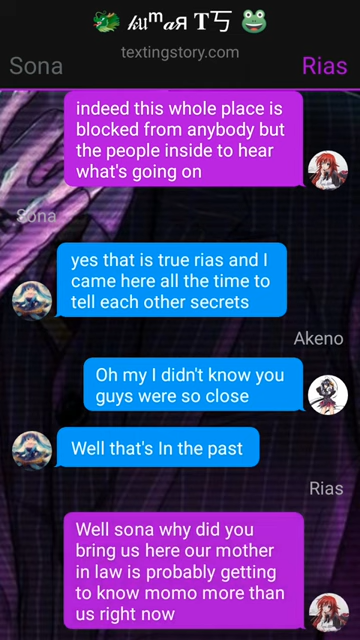 🐲 𝓀𝓊ᵐ𝒶я 𝐓丂 🐸
textingstory.com
Sona
Rias
indeed this whole place is
blocked from anybody but
the people inside to hear
what's going on
Sona
yes that is true rias and I
came here all the time to
tell each other secrets
Akeno
Oh my I didn't know you
guys were so close
Well that's In the past
Rias
Well sona why did you
bring us here our mother
in law is probably getting
to know momo more than
us right now